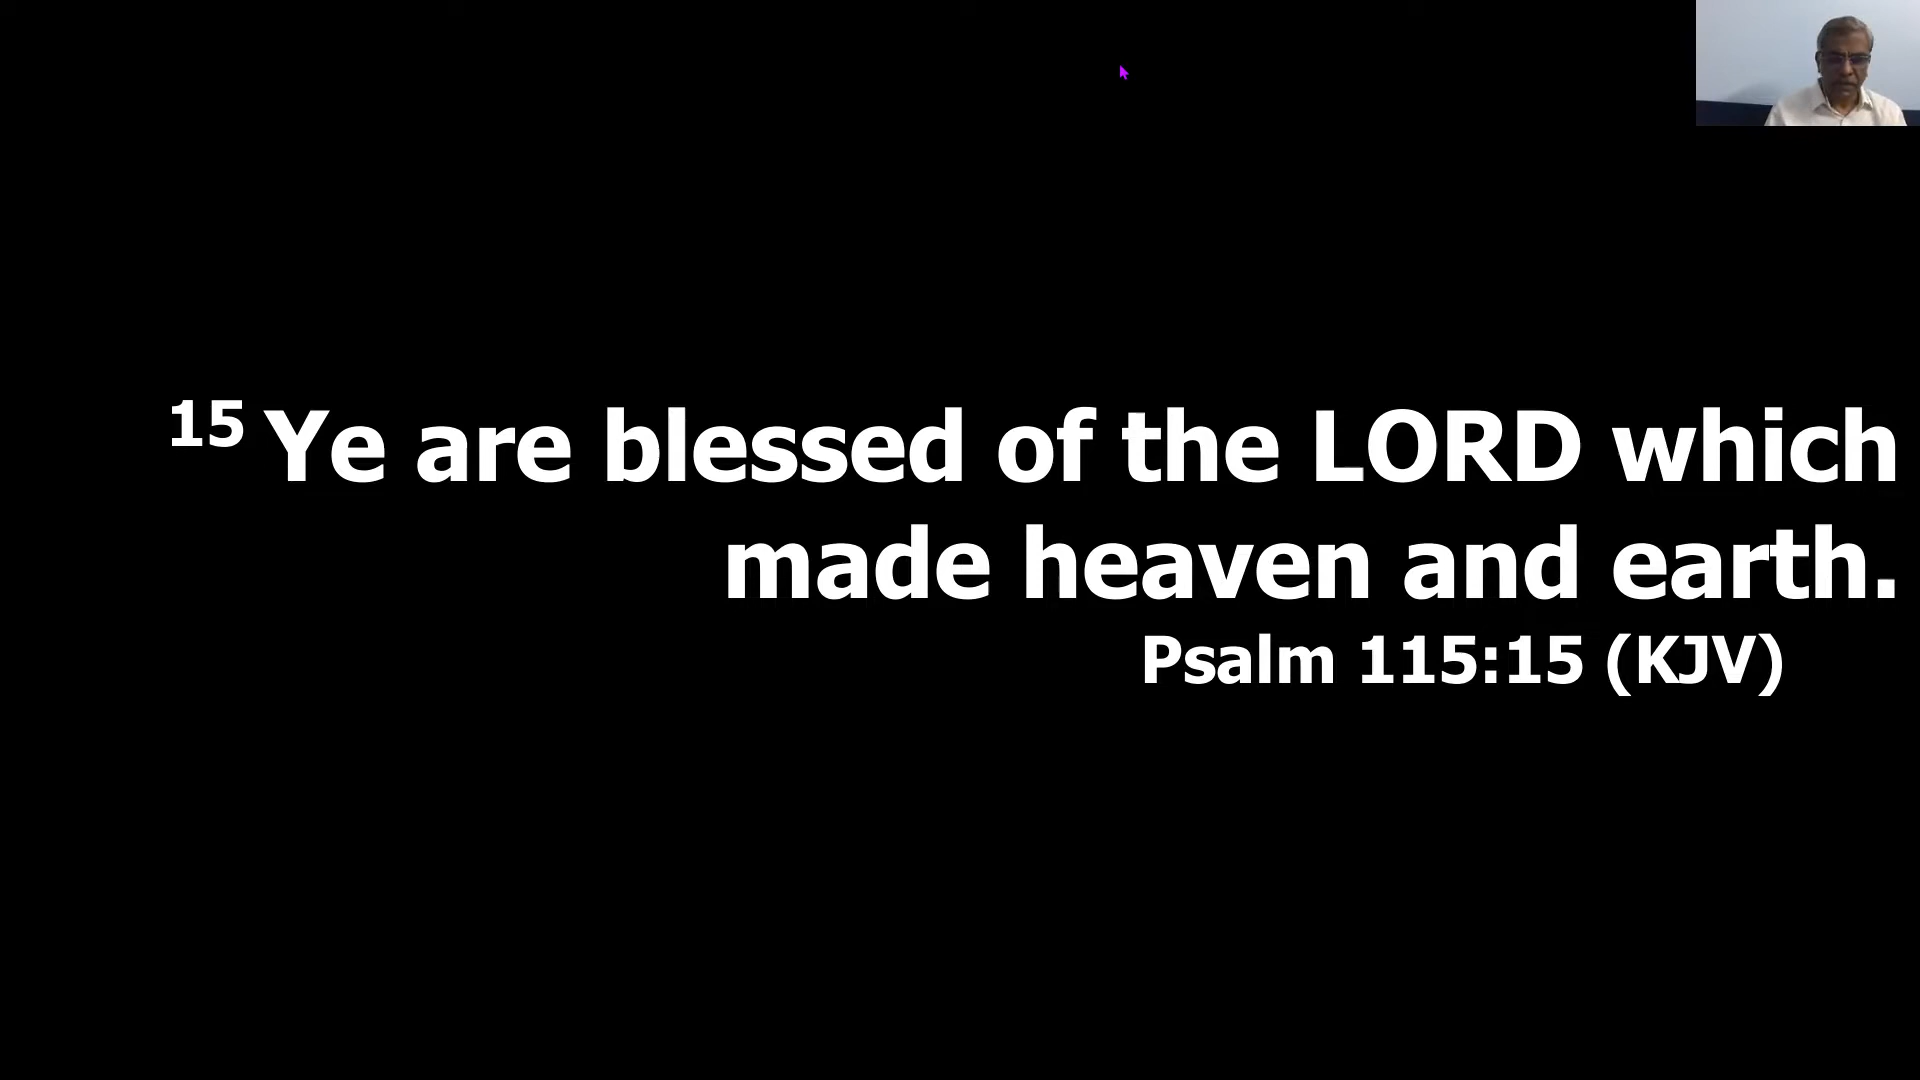 15 Ye are blessed of the LORD which
made heaven and earth.
Psalm 115:15 (KJV)